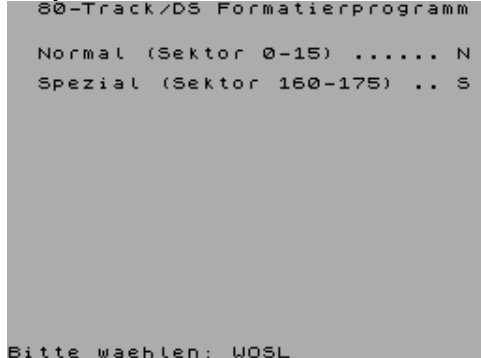 80-Track/DS Formatierprogramm
Normal (Sektor 0-15) ...... N
Spezial (Sektor 160-175) .. S
Bitte waehlen: WOSL